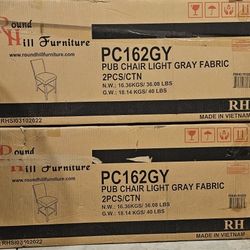 Round
Hill Furniture
www.roundhillfurniture.com
PC162GY
PUB CHAIR LIGHT GRAY FABRIC
2PCS/CTN
N.W.: 16.36KGS/ 36.08 LBS
G.W.: 18.14 KGS/ 40 LBS
RH
RHSI03102022
MADE IN VIETNAM
Round
Hill Furniture
www.roundhillfurniture.com
PC162GY
PUB CHAIR LIGHT GRAY FABRIC
2PCS/CTN
N.W.: 16.36KGS/ 36.08 LBS
G.W.: 18.14 KGS/ 40 LBS
RH
RHSI03102022
MADE IN VIETNAM